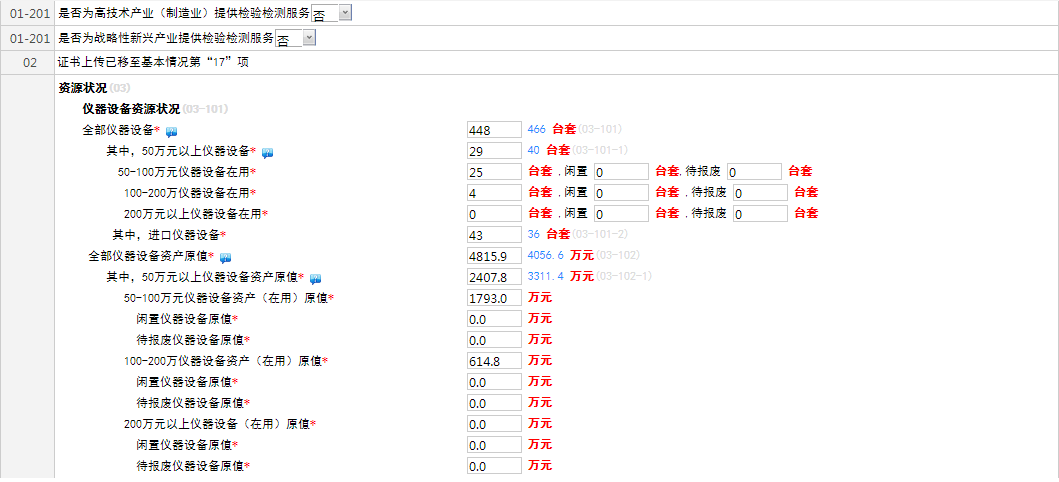 01-201 是否为高技术产业（制造业）提供检验检测服务 否
01-201 是否为战略性新兴产业提供检验检测服务 否
02 证书上传已移至基本情况第“17”项
资源状况(03)
仪器设备资源状况(03-101)
全部仪器设备* 448 466 台套(03-101)
其中，50万元以上仪器设备* 29 40 台套(03-101-1)
50-100万元仪器设备在用* 25 台套 , 闲置 0 台套, 待报废 0 台套
100-200万仪器设备在用* 4 台套 , 闲置 0 台套 , 待报废 0 台套
200万元以上仪器设备在用* 0 台套 , 闲置 0 台套 , 待报废 0 台套
其中，进口仪器设备* 43 36 台套(03-101-2)
全部仪器设备资产原值* 4815.9 4056.6 万元(03-102)
其中，50万元以上仪器设备资产原值* 2407.8 3311.4 万元(03-102-1)
50-100万元仪器设备资产（在用）原值* 1793.0 万元
闲置仪器设备原值* 0.0 万元
待报废仪器设备原值* 0.0 万元
100-200万仪器设备资产（在用）原值* 614.8 万元
闲置仪器设备原值* 0.0 万元
待报废仪器设备原值* 0.0 万元
200万元以上仪器设备（在用）原值* 0.0 万元
闲置仪器设备原值* 0.0 万元
待报废仪器设备原值* 0.0 万元